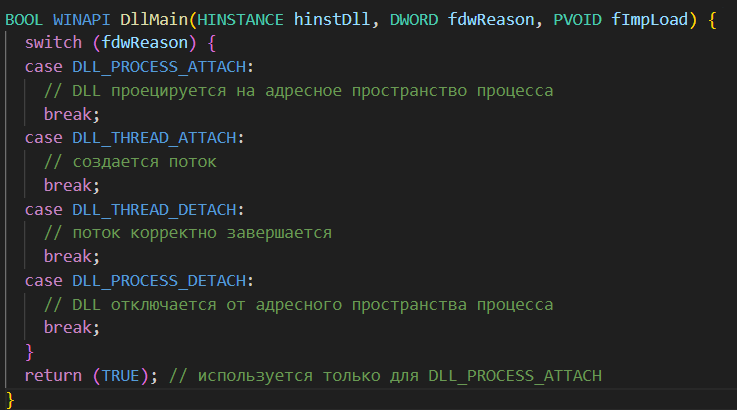 BOOL WINAPI DllMain(HINSTANCE hinstDll, DWORD fdwReason, PVOID fImpLoad) {
  switch (fdwReason) {
  case DLL_PROCESS_ATTACH:
    // DLL проецируется на адресное пространство процесса
    break;
  case DLL_THREAD_ATTACH:
    // создается поток
    break;
  case DLL_THREAD_DETACH:
    // поток корректно завершается
    break;
  case DLL_PROCESS_DETACH:
    // DLL отключается от адресного пространства процесса
    break;
  }
  return (TRUE); // используется только для DLL_PROCESS_ATTACH
}